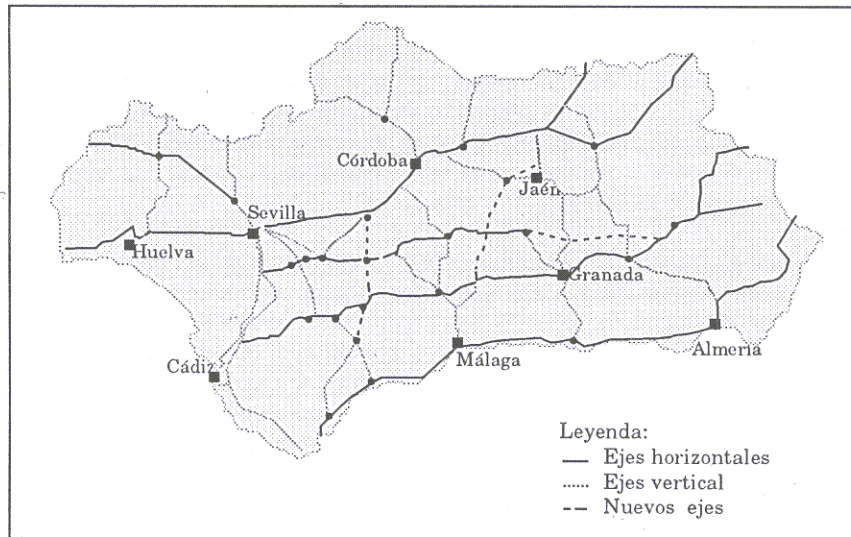 Córdoba
Jaén
Sevilla
Huelva
Granada
Cádiz
Málaga
Almería
Leyenda:
Ejes horizontales
Ejes vertical
Nuevos ejes